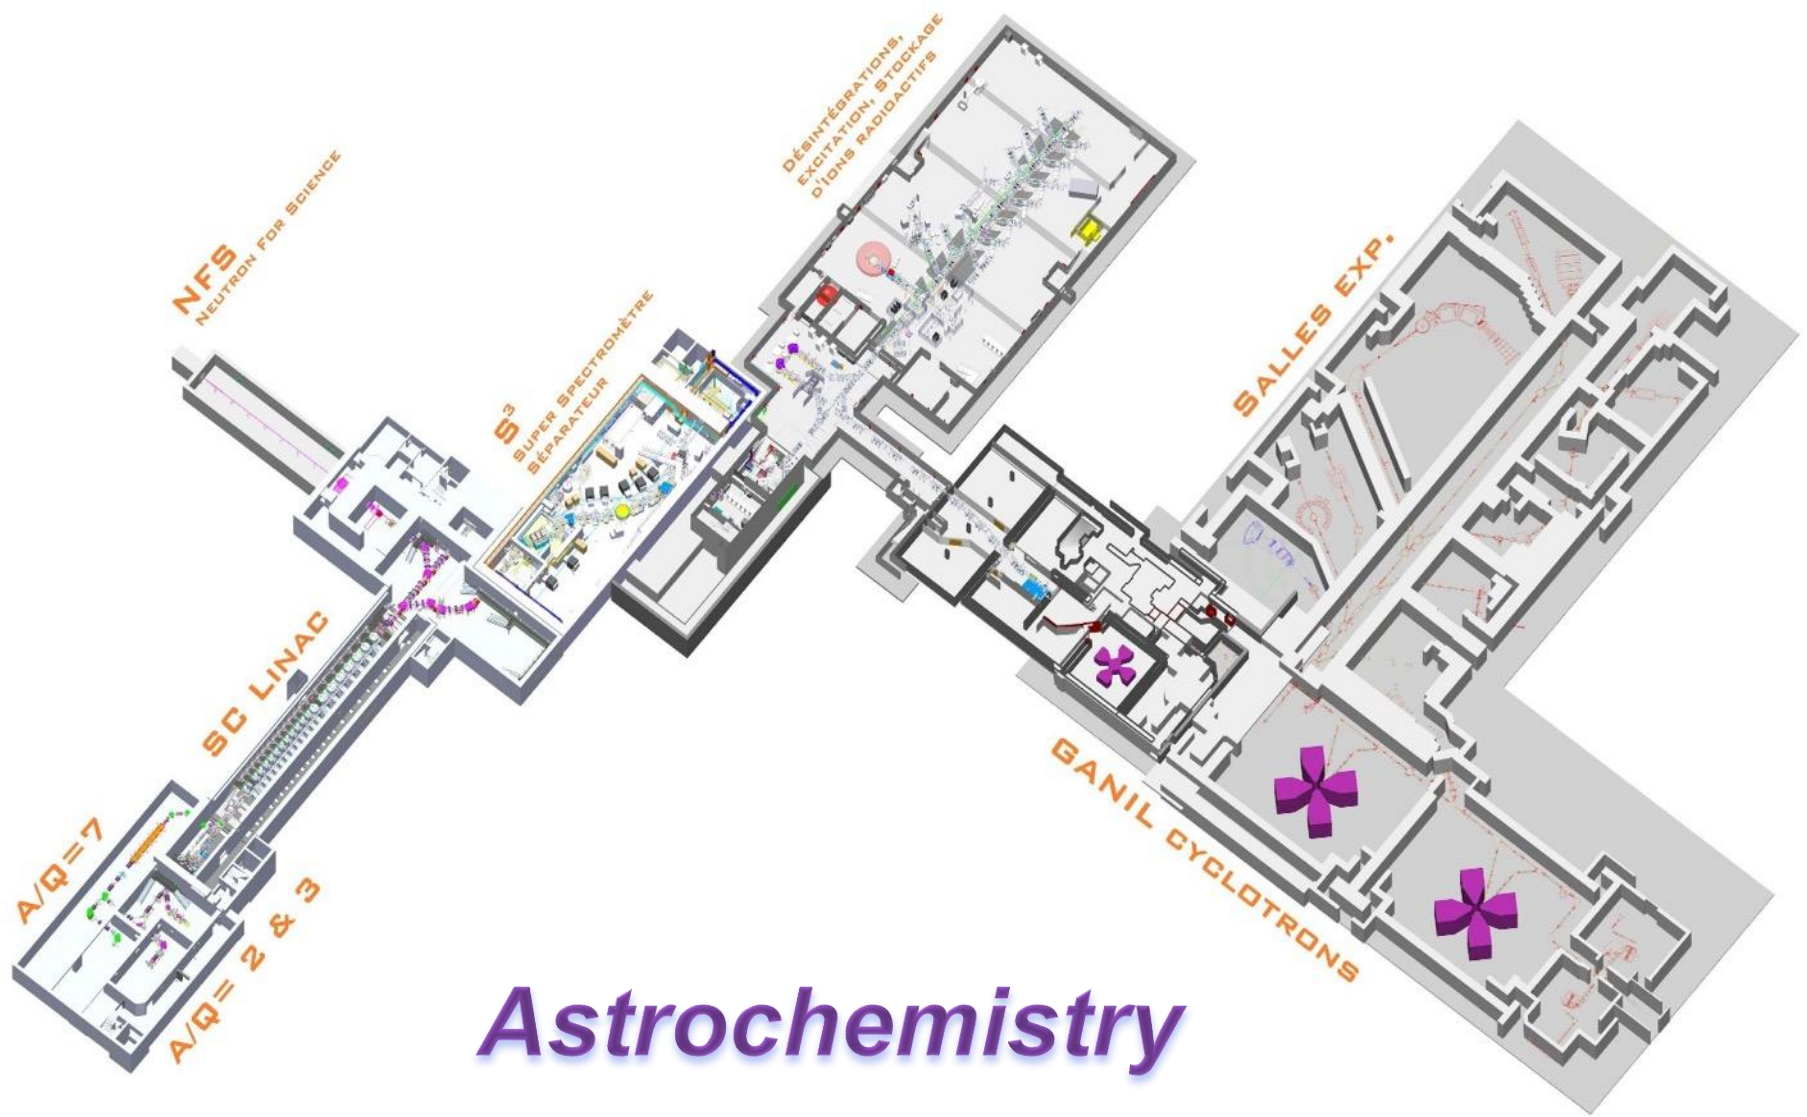 DÉSINTÉGRATIONS,
EXCITATION, STOCKAGE
D'IONS RADIOACTIFS
NFS
NEUTRON FOR SCIENCE
S³
SUPER SPECTROMÈTRE
SÉPARATEUR
SALLES EXP.
SC LINAC
GANIL CYCLOTRONS
A/Q=7
A/Q= 2 & 3
Astrochemistry